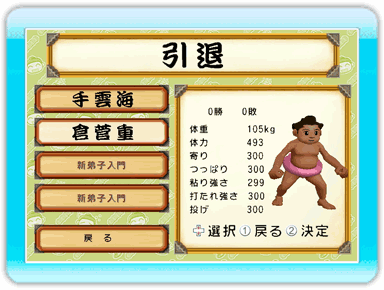 引退
手雲海
倉菅重
新弟子入門
新弟子入門
戻る
0勝 0敗
体重 105kg
体力 493
寄り 300
つっぱり 300
粘り強さ 299
打たれ強さ 300
投げ 300
選択①戻る②決定